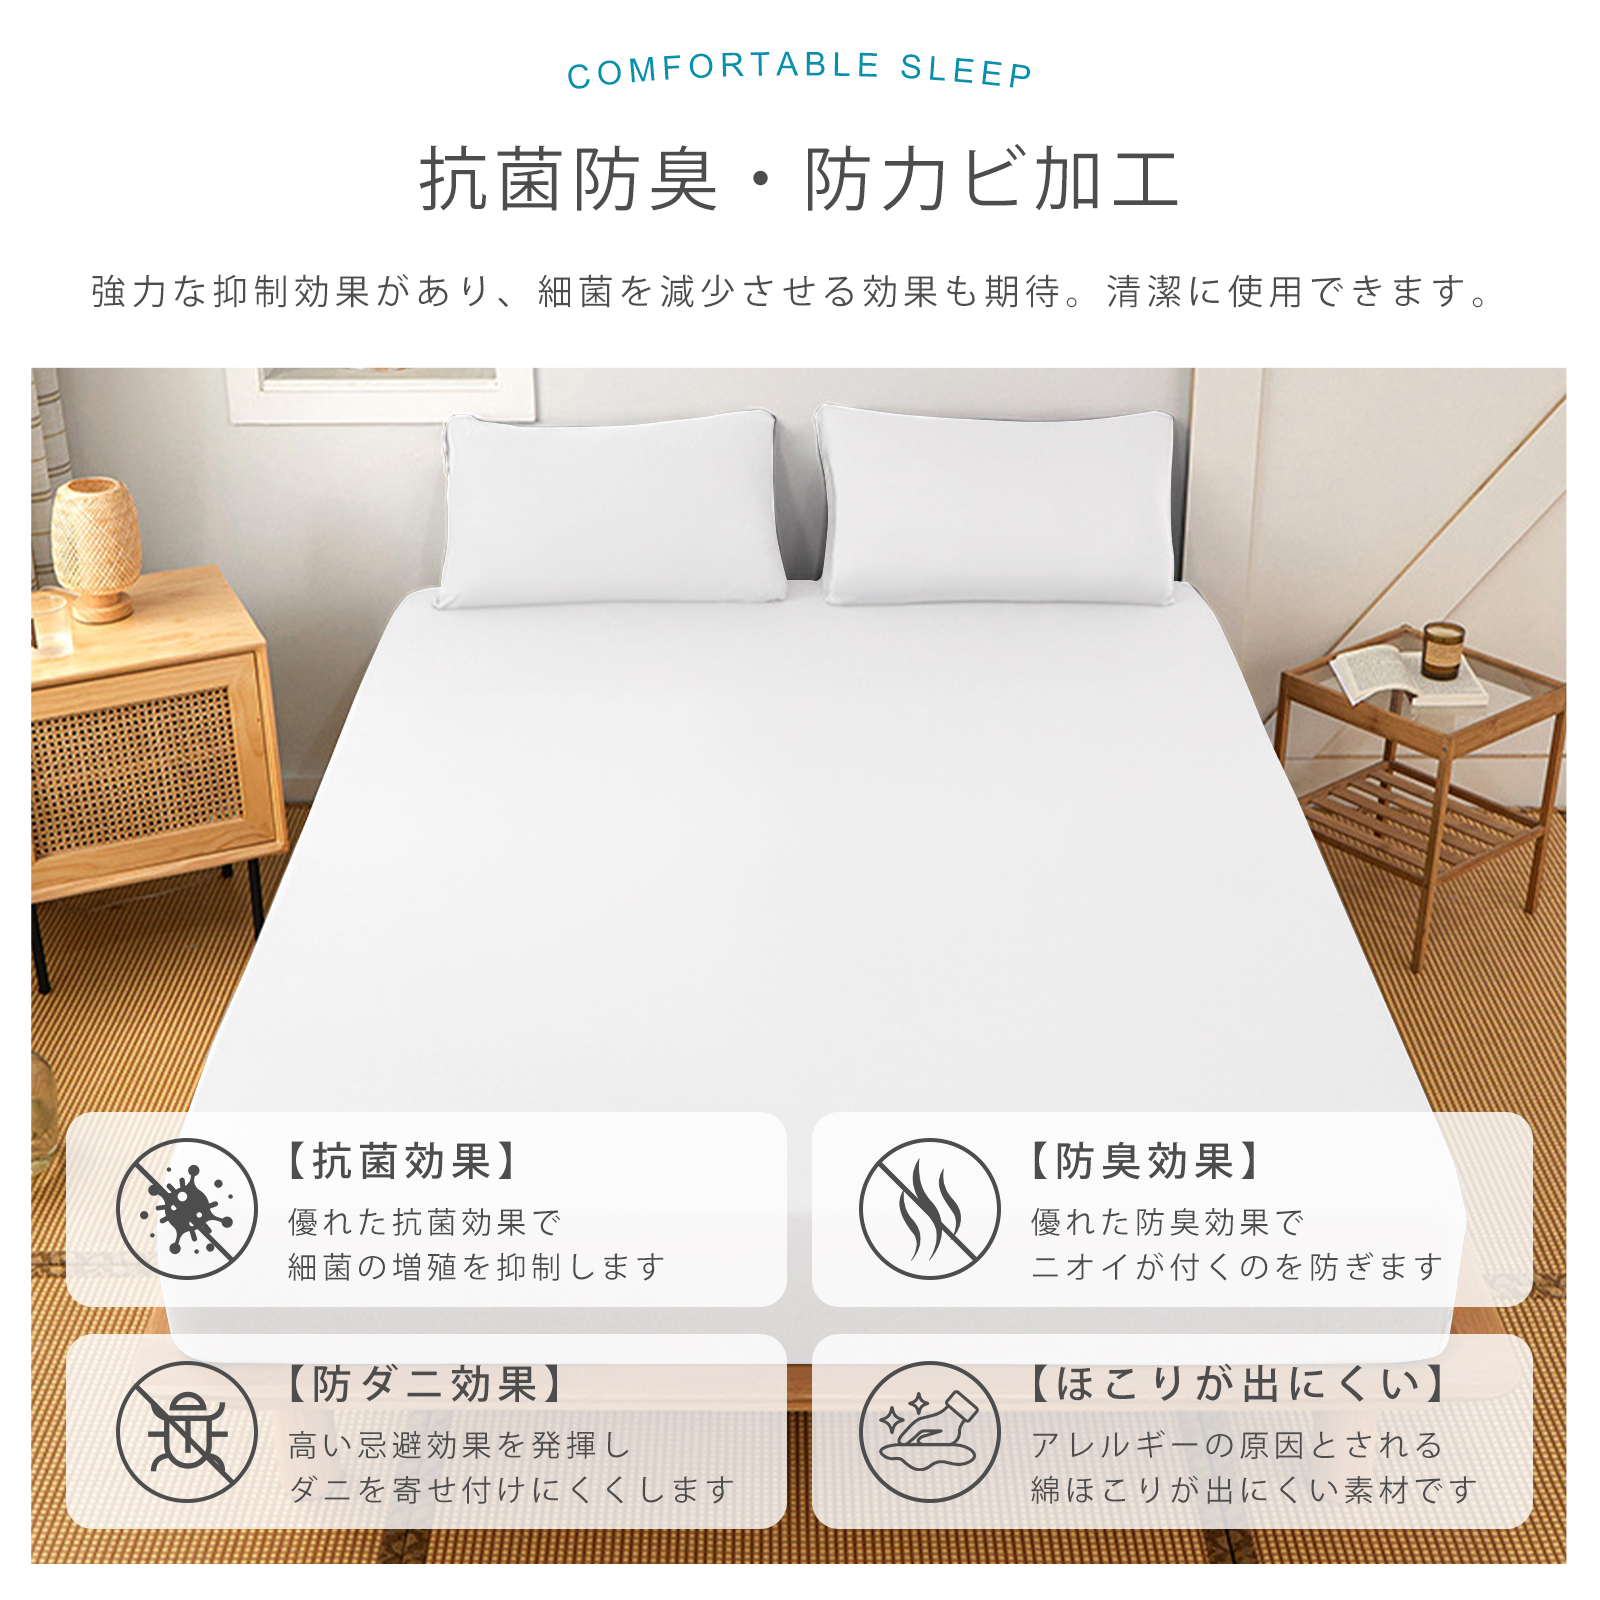 COMFORTABLE SLEEP
抗菌防臭・防カビ加工
強力な抑制効果があり、細菌を減少させる効果も期待。清潔に使用できます。
【抗菌効果】
優れた抗菌効果で
細菌の増殖を抑制します
【防臭効果】
優れた防臭効果で
ニオイが付くのを防ぎます
【防ダニ効果】
高い忌避効果を発揮し
ダニを寄せ付けにくくします
【ほこりが出にくい】
アレルギーの原因とされる
綿ほこりが出にくい素材です